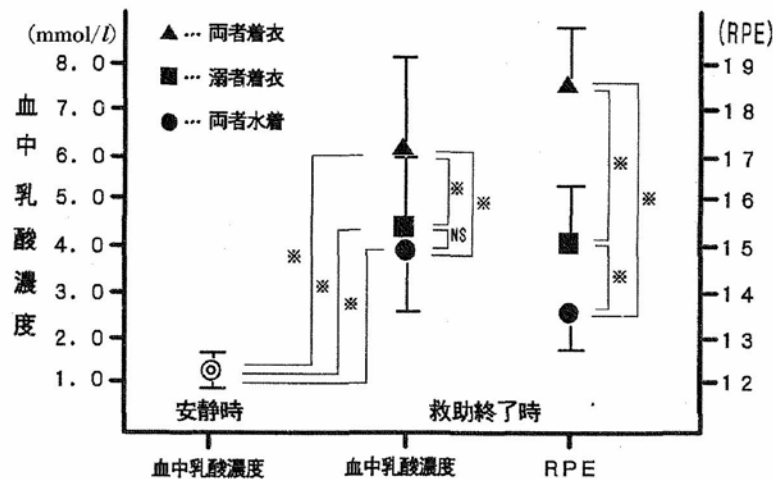 (mmol/l)
▲ … 両者着衣
■ … 溺者着衣
● … 両者水着
血中乳酸濃度
8.0
7.0
6.0
5.0
4.0
3.0
2.0
1.0
(RPE)
19
18
17
16
15
14
13
12
※
※
※
※
※
NS
※
※
※
安静時
救助終了時
血中乳酸濃度
血中乳酸濃度
RPE